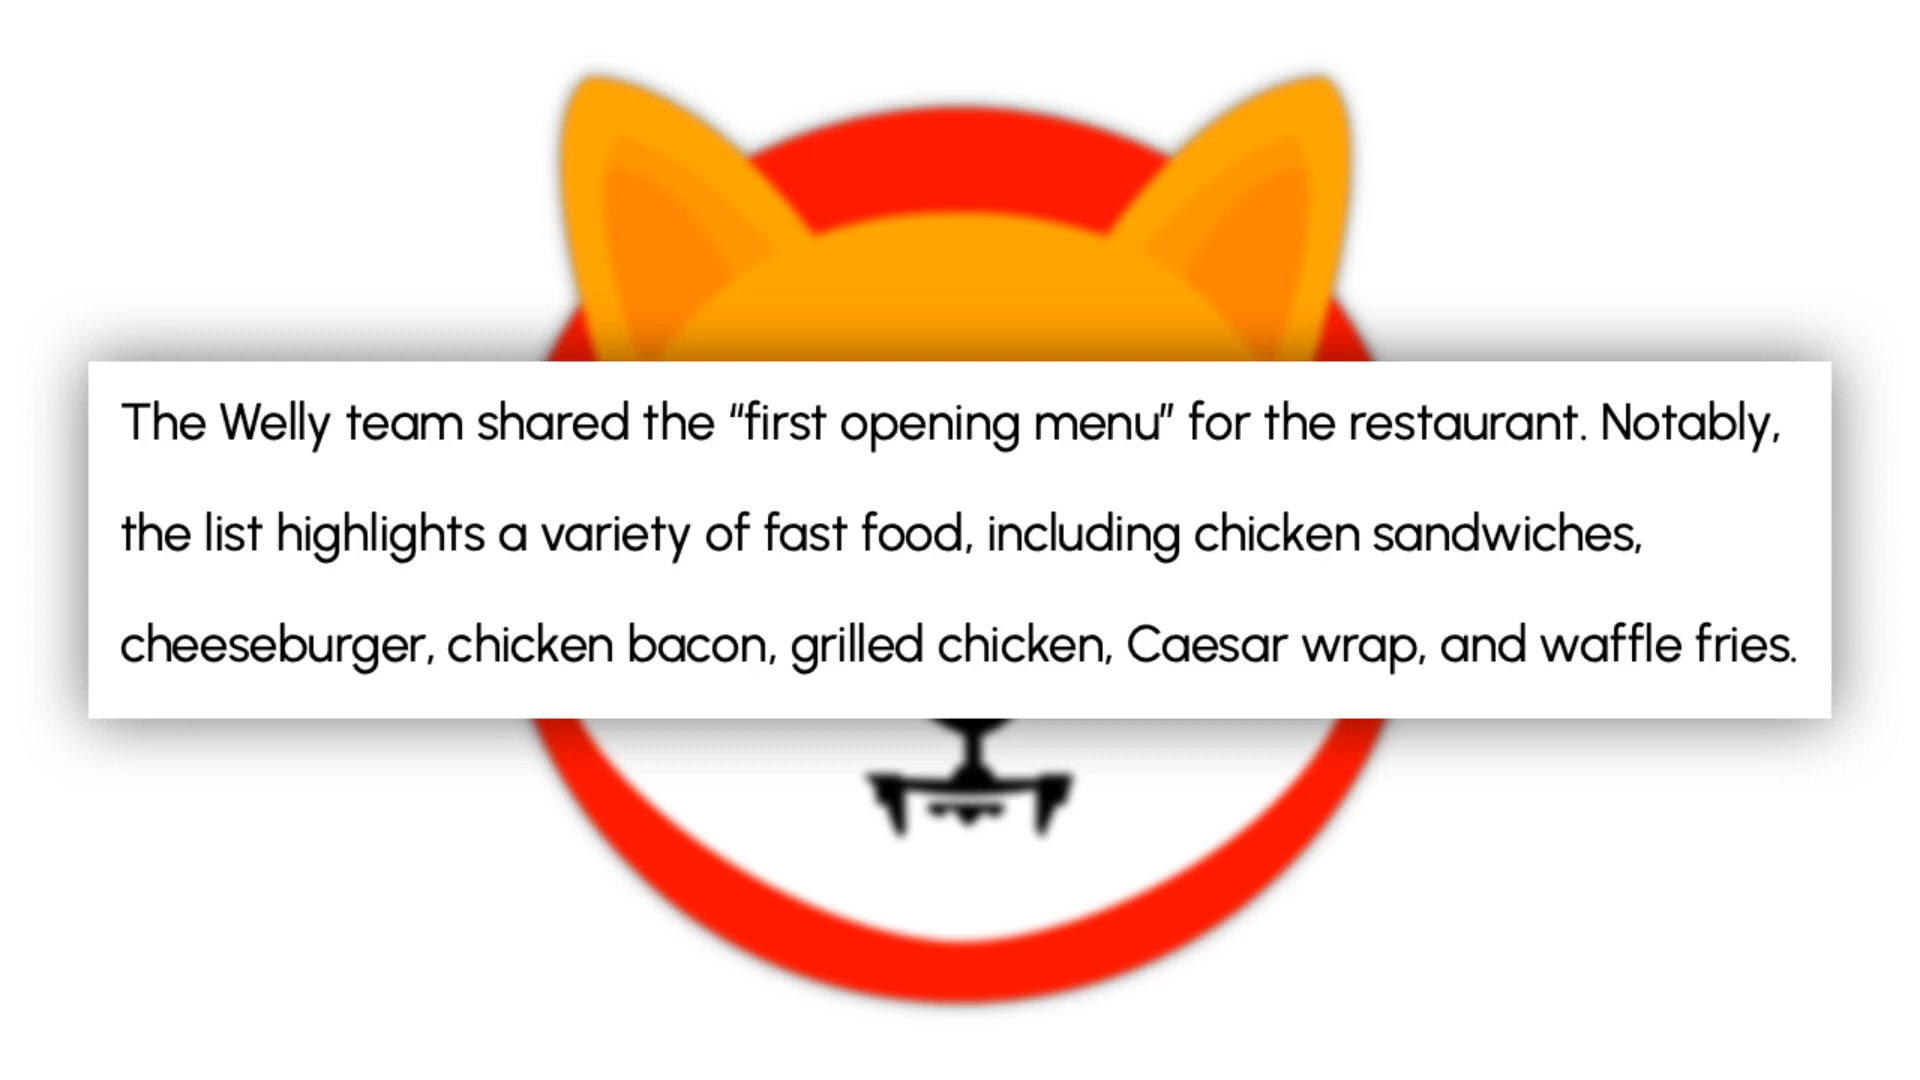 The Welly team shared the “first opening menu” for the restaurant. Notably,
the list highlights a variety of fast food, including chicken sandwiches,
cheeseburger, chicken bacon, grilled chicken, Caesar wrap, and waffle fries.